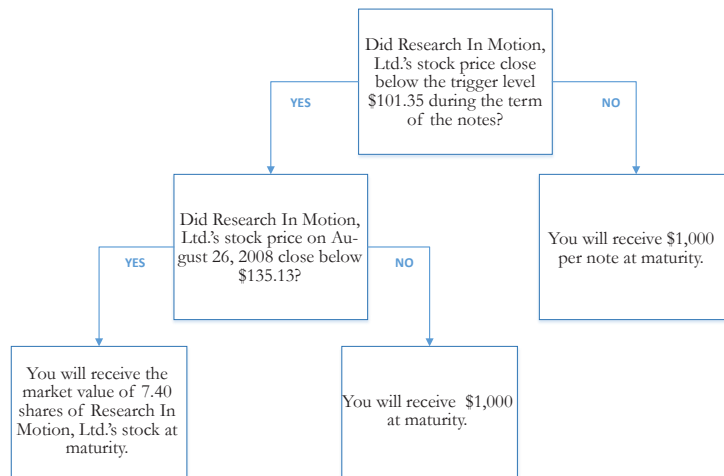 Did Research In Motion,
Ltd.'s stock price close
below the trigger level
$101.35 during the term
of the notes?
YES
NO
Did Research In Motion,
Ltd.'s stock price on Au-
gust 26, 2008 close below
$135.13?
You will receive $1,000
per note at maturity.
YES
NO
You will receive the
market value of 7.40
shares of Research In
Motion, Ltd.'s stock at
maturity.
You will receive $1,000
at maturity.